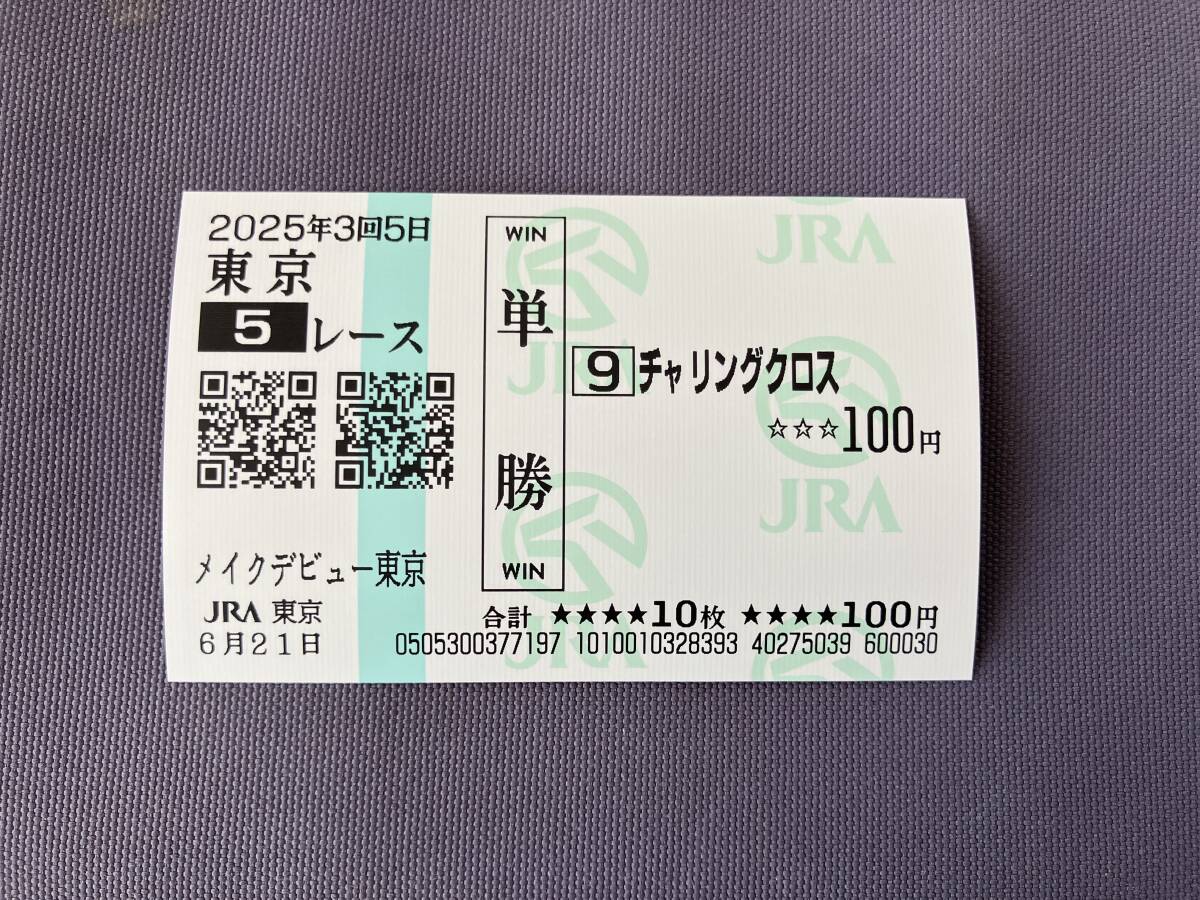 2025年3回5日
東京
5レース
メイクデビュー東京
JRA 東京
6月21日
WIN
単勝
WIN
9 チャリングクロス
☆☆☆100円
合計 ★★★★10枚 ★★★★100円
0505300377197 1010010328393 40275039 600030
JRA
JRA
JRA
JRA